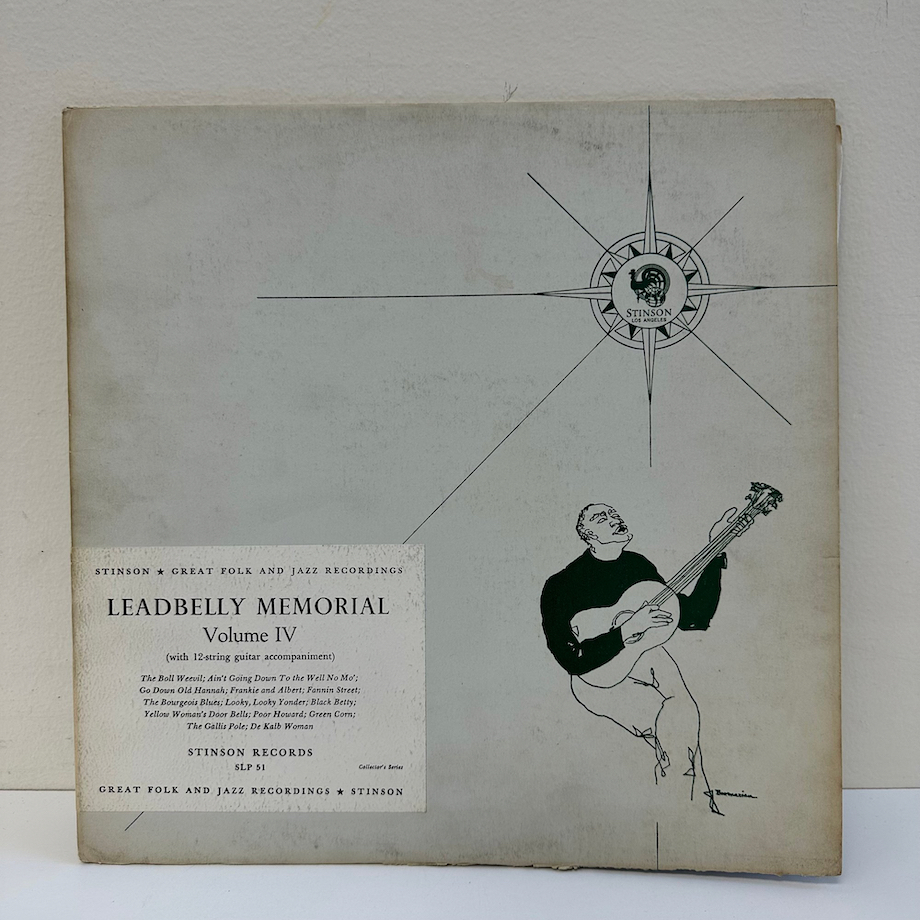 STINSON
LOS ANGELES
STINSON ★ GREAT FOLK AND JAZZ RECORDINGS
LEADBELLY MEMORIAL
Volume IV
(with 12-string guitar accompaniment)
The Boll Weevil; Ain't Going Down To the Well No Mo';
Go Down Old Hannah; Frankie and Albert; Fannin Street;
The Bourgeois Blues; Looky, Looky Yonder; Black Betty;
Yellow Woman's Door Bells; Poor Howard; Green Corn;
The Gallis Pole; De Kalb Woman
STINSON RECORDS
SLP 51
Collector's Series
GREAT FOLK AND JAZZ RECORDINGS ★ STINSON